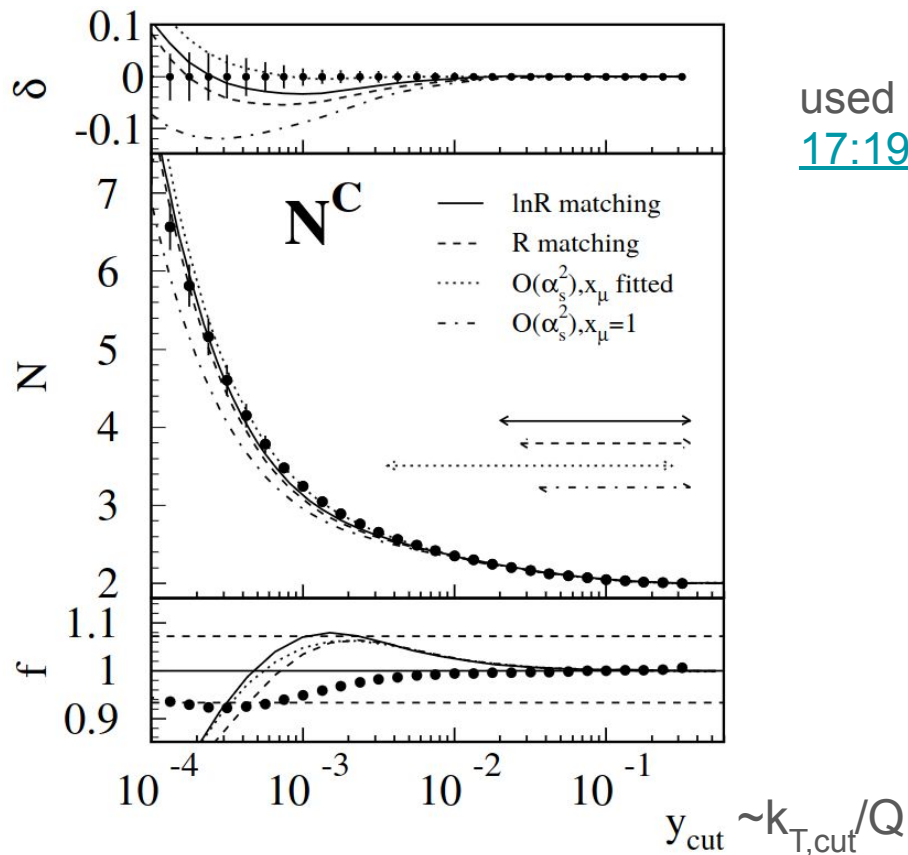 0.1
0
-0.1
δ
used
17:19
7
6
5
4
3
2
N
N^C
lnR matching
R matching
O(α_s^2),x_μ fitted
O(α_s^2),x_μ=1
1.1
1
0.9
f
10^-4
10^-3
10^-2
10^-1
y_cut ~k_T,cut/Q